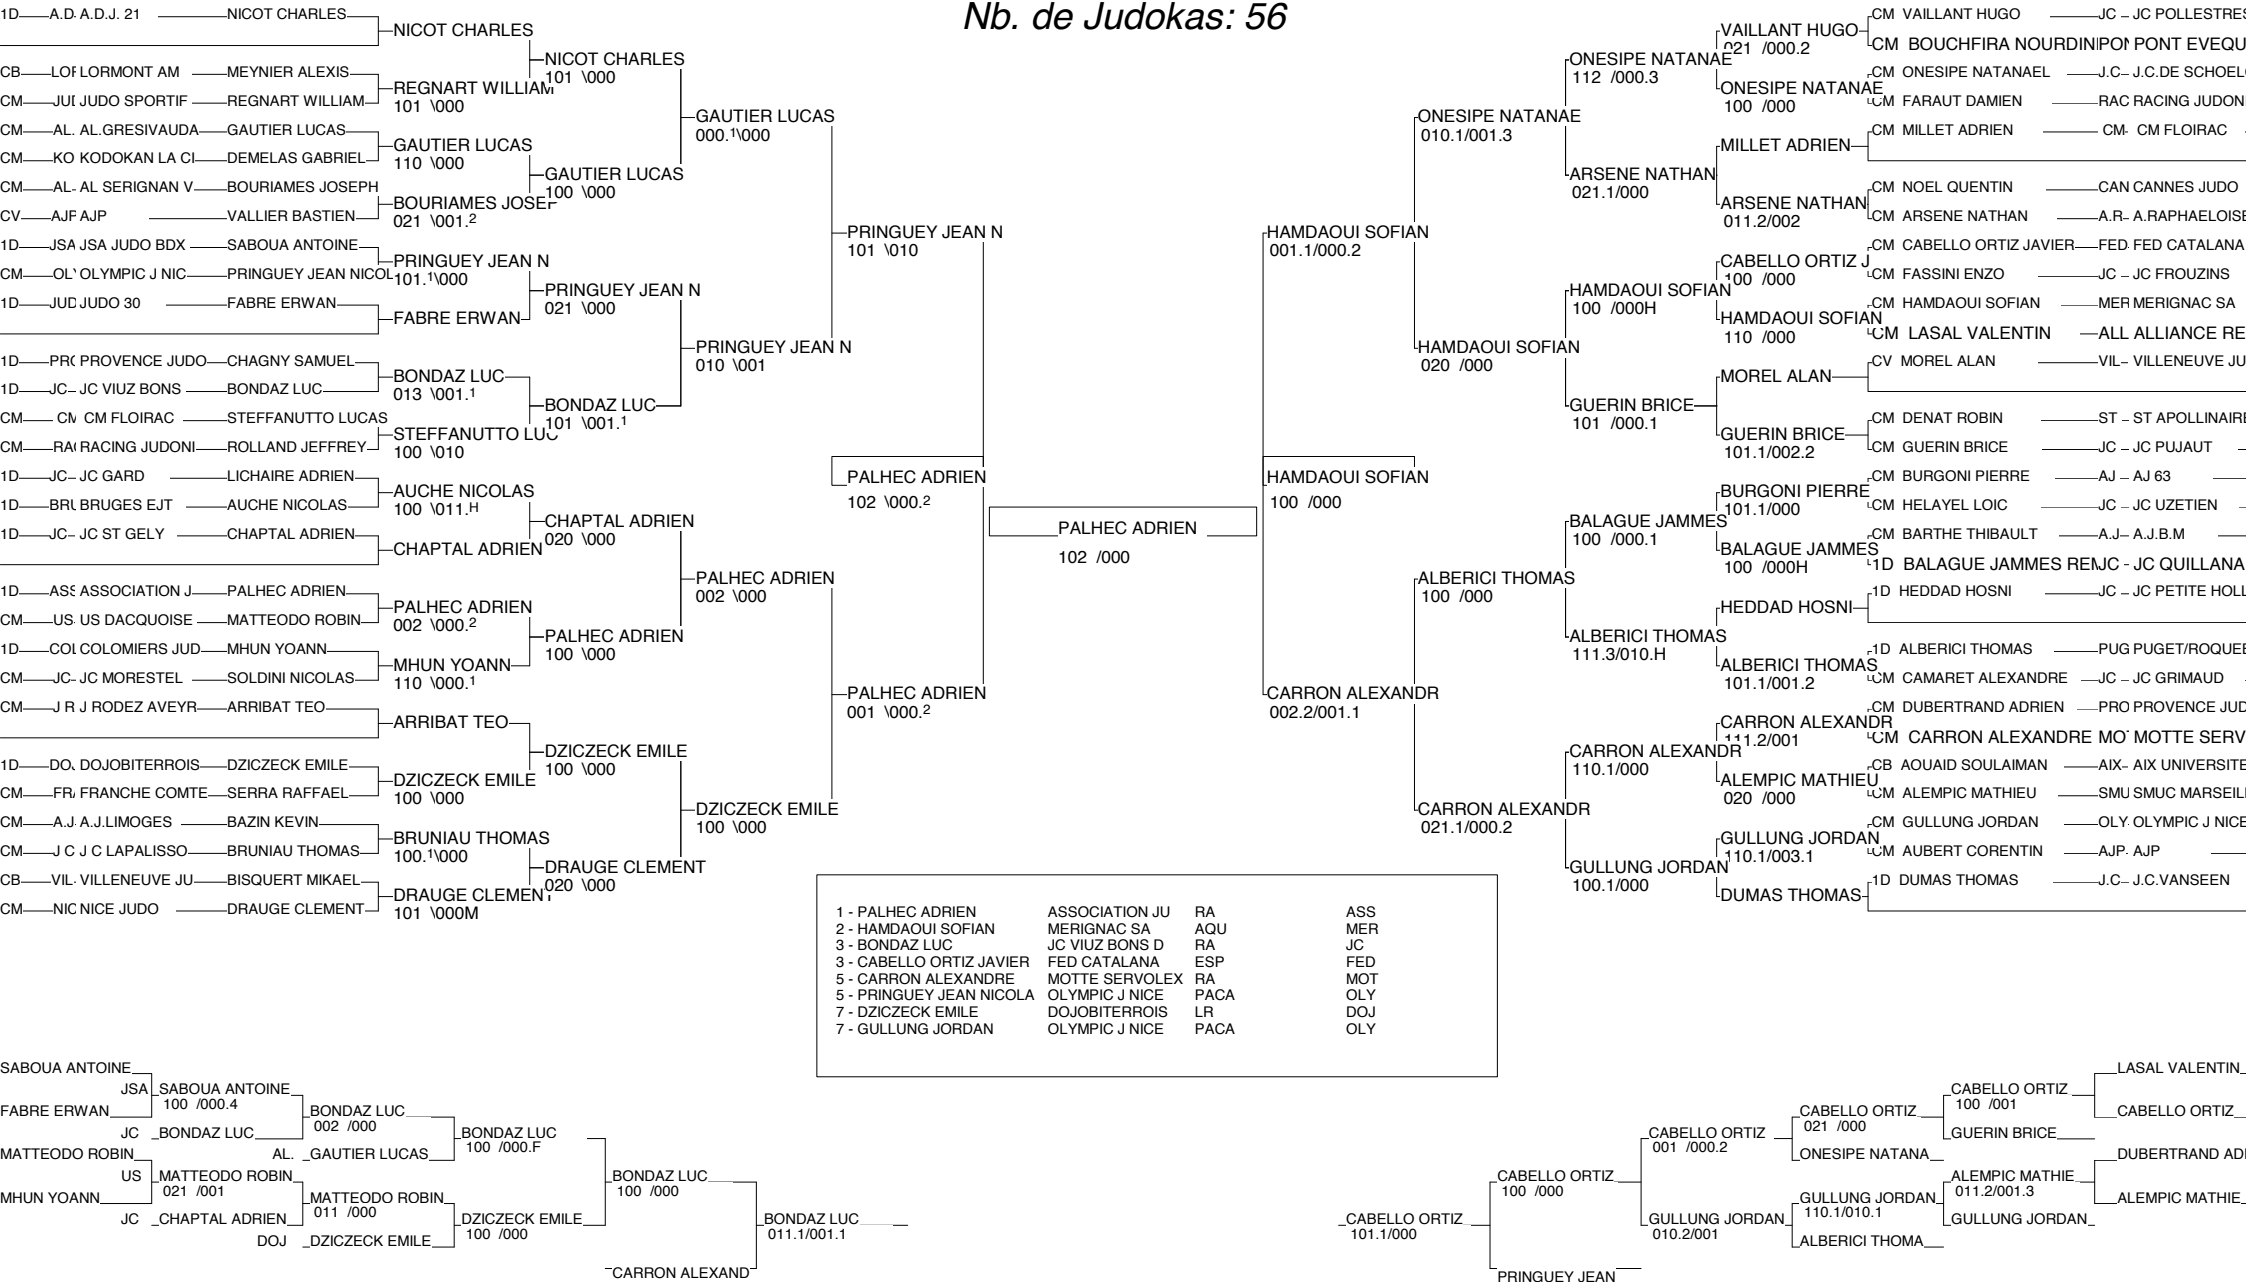 Nb. de Judokas: 56
1D A.D. A.D.J. 21 NICOT CHARLES
CB LORMONT AM MEYNIER ALEXIS
CM JUDO SPORTIF REGNART WILLIAM
CM AL. AL.GRESIVAUDA GAUTIER LUCAS
CM KO KODOKAN LA CI DEMELAS GABRIEL
CM AL- AL SERIGNAN V BOURIAMES JOSEPH
CV AJP AJP VALLIER BASTIEN
1D JSA JSA JUDO BDX SABOUA ANTOINE
CM OLYMPIC J NIC PRINGUEY JEAN NICOL
1D JUD JUDO 30 FABRE ERWAN
1D PROVENCE JUDO CHAGNY SAMUEL
1D JC- JC VIUZ BONS BONDAZ LUC
CM CM FLOIRAC STEFFANUTTO LUCAS
CM RACING JUDONI ROLLAND JEFFREY
1D JC- JC GARD LICHAIRE ADRIEN
1D BRUGES EJT AUCHE NICOLAS
1D JC- JC ST GELY CHAPTAL ADRIEN
1D ASSOCIATION J PALHEC ADRIEN
CM US- US DACQUOISE MATTEODO ROBIN
1D COLOMIERS JUD MHUN YOANN
CM JC- JC MORESTEL SOLDINI NICOLAS
CM J R J RODEZ AVEYR ARRIBAT TEO
1D DOJOBITERROIS DZICZECK EMILE
CM FRANCHE COMTE SERRA RAFFAEL
CM A.J. A.J.LIMOGES BAZIN KEVIN
CM J C J C LAPALISSO BRUNIAU THOMAS
CB VIL- VILLENEUVE JU BISQUERT MIKAEL
CM NIC NICE JUDO DRAUGE CLEMENT
NICOT CHARLES
REGNART WILLIAM
101 \000
GAUTIER LUCAS
110 \000
BOURIAMES JOSEP
021 \001.2
PRINGUEY JEAN N
101.1\000
FABRE ERWAN
BONDAZ LUC
013 \001.1
STEFFANUTTO LUC
100 \010
AUCHE NICOLAS
100 \011.H
CHAPTAL ADRIEN
PALHEC ADRIEN
002 \000.2
MHUN YOANN
110 \000.1
ARRIBAT TEO
DZICZECK EMILE
100 \000
BRUNIAU THOMAS
100.1\000
DRAUGE CLEMENT
101 \000M
NICOT CHARLES
101 \000
GAUTIER LUCAS
100 \000
PRINGUEY JEAN N
021 \000
BONDAZ LUC
101 \001.1
CHAPTAL ADRIEN
020 \000
PALHEC ADRIEN
100 \000
DZICZECK EMILE
100 \000
DRAUGE CLEMENT
020 \000
GAUTIER LUCAS
000.1\000
PRINGUEY JEAN N
010 \001
PALHEC ADRIEN
002 \000
DZICZECK EMILE
100 \000
PRINGUEY JEAN N
101 \010
PALHEC ADRIEN
001 \000.2
PALHEC ADRIEN
102 \000.2
PALHEC ADRIEN
102 /000
HAMDAOUI SOFIAN
100 /000
HAMDAOUI SOFIAN
001.1/000.2
CARRON ALEXANDR
002.2/001.1
ONESIPE NATANAE
010.1/001.3
HAMDAOUI SOFIAN
020 /000
ALBERICI THOMAS
100 /000
CARRON ALEXANDR
021.1/000.2
ONESIPE NATANAE
112 /000.3
ARSENE NATHAN
021.1/000
HAMDAOUI SOFIAN
100 /000H
GUERIN BRICE
101 /000.1
BALAGUE JAMMES
100 /000.1
ALBERICI THOMAS
111.3/010.H
CARRON ALEXANDR
110.1/000
GULLUNG JORDAN
100.1/000
VAILLANT HUGO
021 /000.2
ONESIPE NATANAE
100 /000
MILLET ADRIEN
ARSENE NATHAN
011.2/002
CABELLO ORTIZ J
100 /000
HAMDAOUI SOFIAN
110 /000
MOREL ALAN
GUERIN BRICE
101.1/002.2
BURGONI PIERRE
101.1/000
BALAGUE JAMMES
100 /000H
HEDDAD HOSNI
ALBERICI THOMAS
101.1/001.2
CARRON ALEXANDR
111.2/001
ALEMPIC MATHIEU
020 /000
GULLUNG JORDAN
110.1/003.1
DUMAS THOMAS
CM VAILLANT HUGO JC - JC POLLESTRES
CM BOUCHFIRA NOURDIN PONT EVEQU
CM ONESIPE NATANAEL J.C- J.C.DE SCHOEL
CM FARAUT DAMIEN RAC RACING JUDON
CM MILLET ADRIEN CM- CM FLOIRAC
CM NOEL QUENTIN CAN CANNES JUDO
CM ARSENE NATHAN A.R- A.RAPHAELOISE
CM CABELLO ORTIZ JAVIER FED FED CATALANA
CM FASSINI ENZO JC - JC FROUZINS
CM HAMDAOUI SOFIAN MER MERIGNAC SA
CM LASAL VALENTIN ALL ALLIANCE RE
CV MOREL ALAN VIL- VILLENEUVE JU
CM DENAT ROBIN ST - ST APOLLINAIRE
CM GUERIN BRICE JC - JC PUJAUT
CM BURGONI PIERRE AJ - AJ 63
CM HELAYEL LOIC JC - JC UZETIEN
CM BARTHE THIBAULT A.J- A.J.B.M
1D BALAGUE JAMMES REN JC - JC QUILLANA
1D HEDDAD HOSNI JC - JC PETITE HOLL
1D ALBERICI THOMAS PUG PUGET/ROQUEB
CM CAMARET ALEXANDRE JC - JC GRIMAUD
CM DUBERTRAND ADRIEN PRO PROVENCE JUD
CM CARRON ALEXANDRE MOTTE SERV
CB AOUAID SOULAIMAN AIX- AIX UNIVERSITE
CM ALEMPIC MATHIEU SMU SMUC MARSEIL
CM GULLUNG JORDAN OLY- OLYMPIC J NICE
CM AUBERT CORENTIN AJP- AJP
1D DUMAS THOMAS J.C- J.C.VANSEEN
1 - PALHEC ADRIEN ASSOCIATION JU RA ASS
2 - HAMDAOUI SOFIAN MERIGNAC SA AQU MER
3 - BONDAZ LUC JC VIUZ BONS D RA JC
3 - CABELLO ORTIZ JAVIER FED CATALANA ESP FED
5 - CARRON ALEXANDRE MOTTE SERVOLEX RA MOT
5 - PRINGUEY JEAN NICOLA OLYMPIC J NICE PACA OLY
7 - DZICZECK EMILE DOJOBITERROIS LR DOJ
7 - GULLUNG JORDAN OLYMPIC J NICE PACA OLY
SABOUA ANTOINE
FABRE ERWAN
MATTEODO ROBIN
MHUN YOANN
JSA SABOUA ANTOINE
100 /000.4
JC BONDAZ LUC
US MATTEODO ROBIN
021 /001
JC CHAPTAL ADRIEN
BONDAZ LUC
002 /000
AL. GAUTIER LUCAS
MATTEODO ROBIN
011 /000
DOJ DZICZECK EMILE
BONDAZ LUC
100 /000.F
DZICZECK EMILE
100 /000
BONDAZ LUC
100 /000
CARRON ALEXAND
BONDAZ LUC
011.1/001.1
CABELLO ORTIZ
101.1/000
CABELLO ORTIZ
100 /000
PRINGUEY JEAN
CABELLO ORTIZ
001 /000.2
GULLUNG JORDAN
010.2/001
CABELLO ORTIZ
021 /000
ONESIPE NATANA
GULLUNG JORDAN
110.1/010.1
ALBERICI THOMA
CABELLO ORTIZ
100 /001
GUERIN BRICE
ALEMPIC MATHIE
011.2/001.3
GULLUNG JORDAN
LASAL VALENTIN
CABELLO ORTIZ
DUBERTRAND AD
ALEMPIC MATHIE